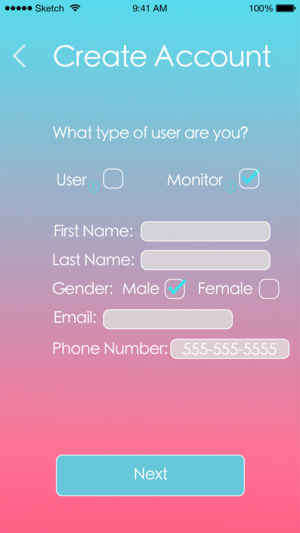 Sketch 9:41 AM 100%
Create Account
What type of user are you?
User Monitor
First Name:
Last Name:
Gender: Male Female
Email:
Phone Number: 555-555-5555
Next